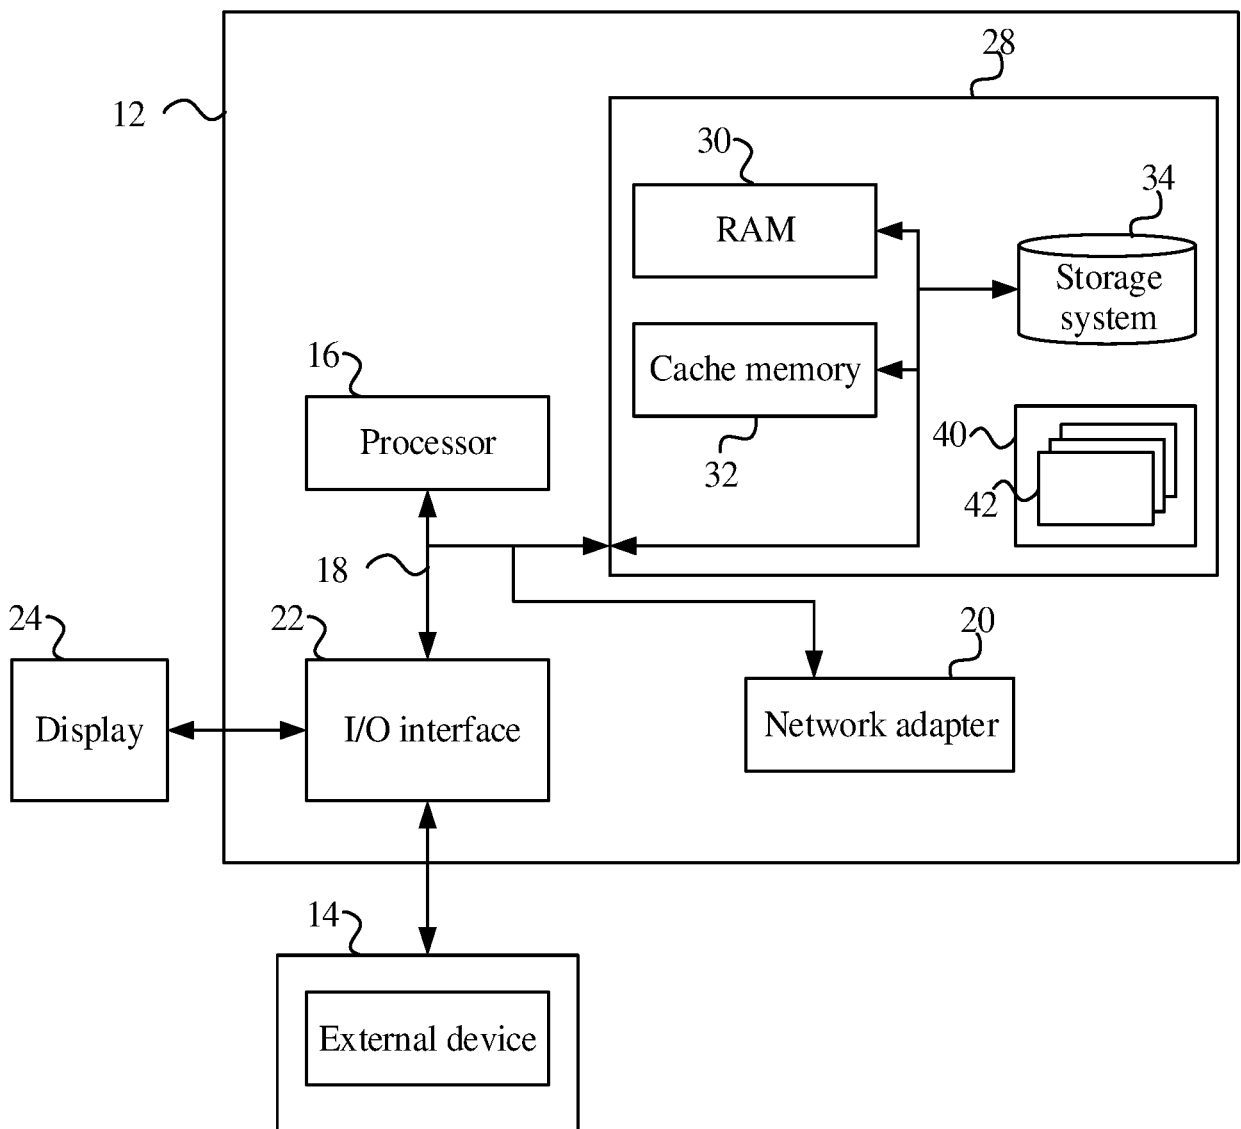 28
12
30
RAM
34
Storage
system
Cache memory
32
16
Processor
40
42
18
24
Display
22
I/O interface
20
Network adapter
14
External device